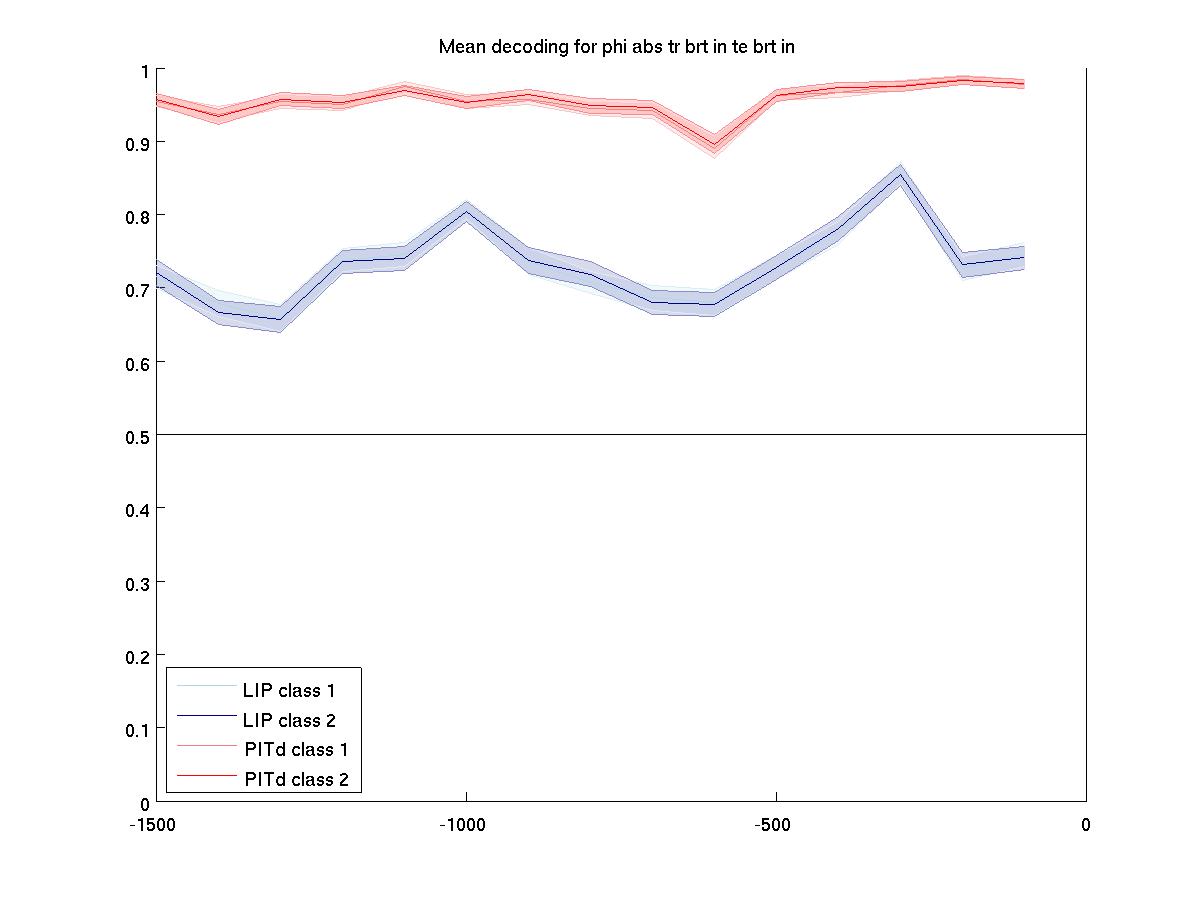 Mean decoding for phi abs tr brt in te brt in
1
0.9
0.8
0.7
0.6
0.5
0.4
0.3
0.2
0.1
0
LIP class 1
LIP class 2
PITd class 1
PITd class 2
-1500 -1000 -500 0